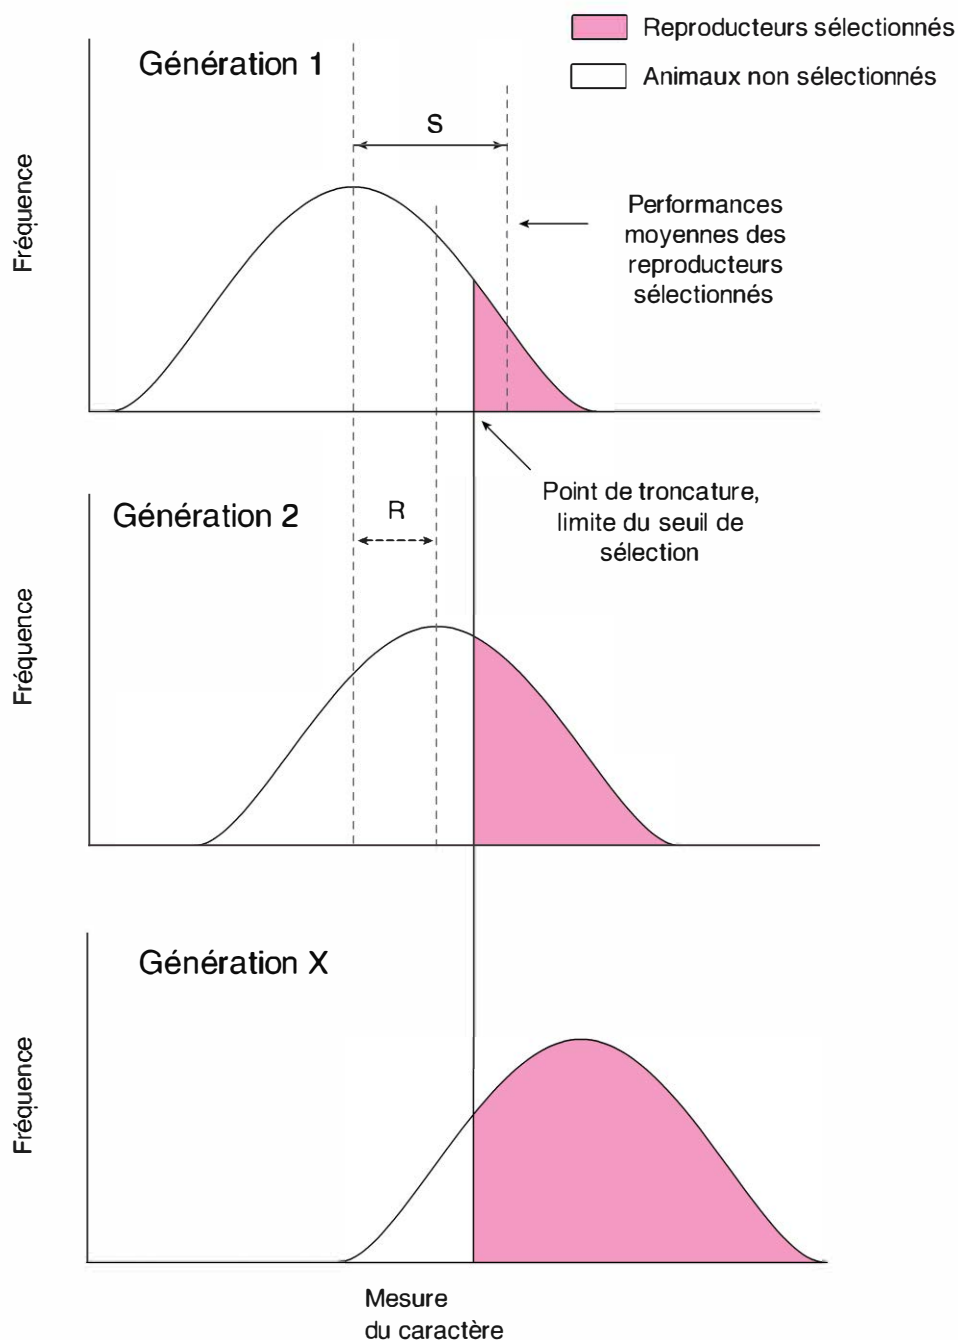 Reproducteurs sélectionnés
Animaux non sélectionnés
Génération 1
S
Fréquence
Performances
moyennes des
reproducteurs
sélectionnés
Point de troncature,
limite du seuil de
sélection
Génération 2
R
Fréquence
Génération X
Fréquence
Mesure
du caractère